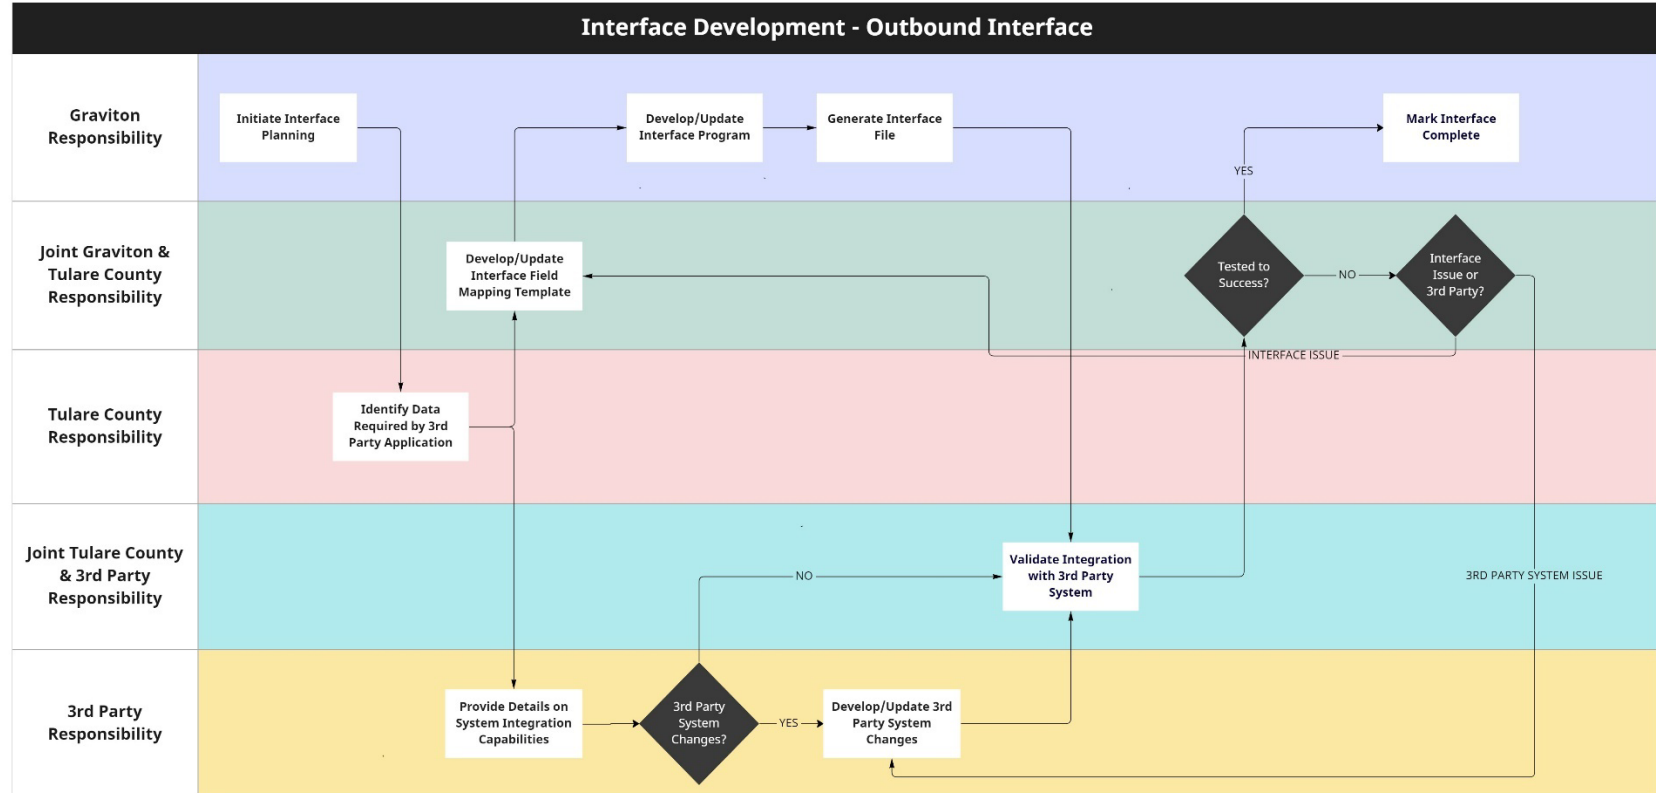 Interface Development - Outbound Interface
Graviton
Responsibility
Initiate Interface
Planning
Develop/Update
Interface Program
Generate Interface
File
Mark Interface
Complete
YES
Joint Graviton &
Tulare County
Responsibility
Develop/Update
Interface Field
Mapping Template
Tested to
Success?
NO
Interface
Issue or
3rd Party?
INTERFACE ISSUE
Tulare County
Responsibility
Identify Data
Required by 3rd
Party Application
Joint Tulare County
& 3rd Party
Responsibility
NO
Validate Integration
with 3rd Party
System
3RD PARTY SYSTEM ISSUE
3rd Party
Responsibility
Provide Details on
System Integration
Capabilities
3rd Party
System
Changes?
YES
Develop/Update 3rd
Party System
Changes